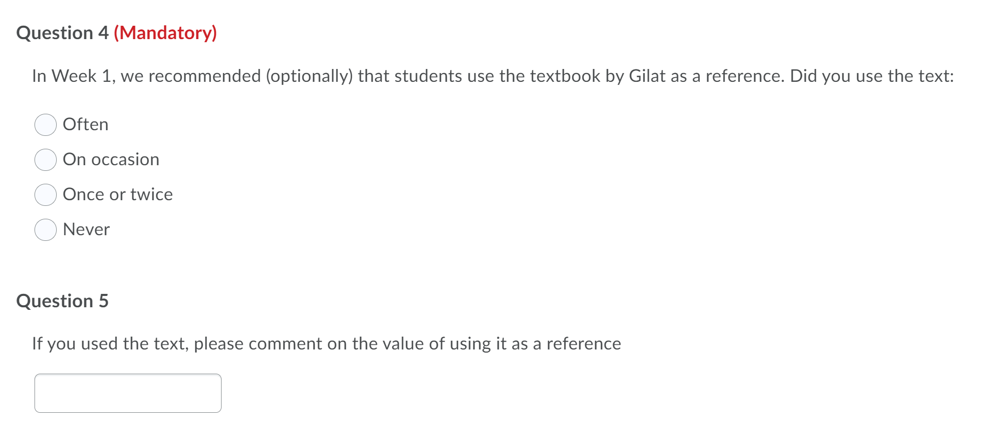 Question 4 (Mandatory)
In Week 1, we recommended (optionally) that students use the textbook by Gilat as a reference. Did you use the text:
Often
On occasion
Once or twice
Never
Question 5
If you used the text, please comment on the value of using it as a reference